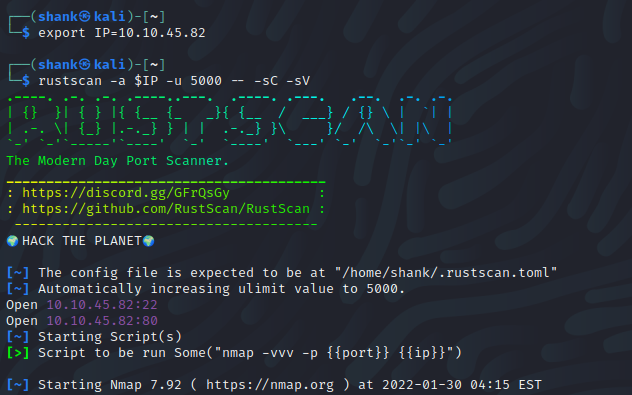 ┌──(shank㉿kali)-[~]
└─$ export IP=10.10.45.82
┌──(shank㉿kali)-[~]
└─$ rustscan -a $IP -u 5000 -- -sC -sV
.----. .-. .-. .----..---.  .----. .---.   .--.  .-. .-.
| {}  }| { } |{ {__ {_   _}{ {__  /  ___} / {} \ |  `| |
| .-. \| {_} |.-._} } | |  .-._} }\     }/  /\  \| |\  |
`-' `-'`-----'`----'  `-'  `----'  `---' `-'  `-'`-' `-'
The Modern Day Port Scanner.
________________________________________
: https://discord.gg/GFrQsGy           :
: https://github.com/RustScan/RustScan :
 --------------------------------------
🌍HACK THE PLANET🌍
[~] The config file is expected to be at "/home/shank/.rustscan.toml"
[~] Automatically increasing ulimit value to 5000.
Open 10.10.45.82:22
Open 10.10.45.82:80
[~] Starting Script(s)
[>] Script to be run Some("nmap -vvv -p {{port}} {{ip}}")
[~] Starting Nmap 7.92 ( https://nmap.org ) at 2022-01-30 04:15 EST